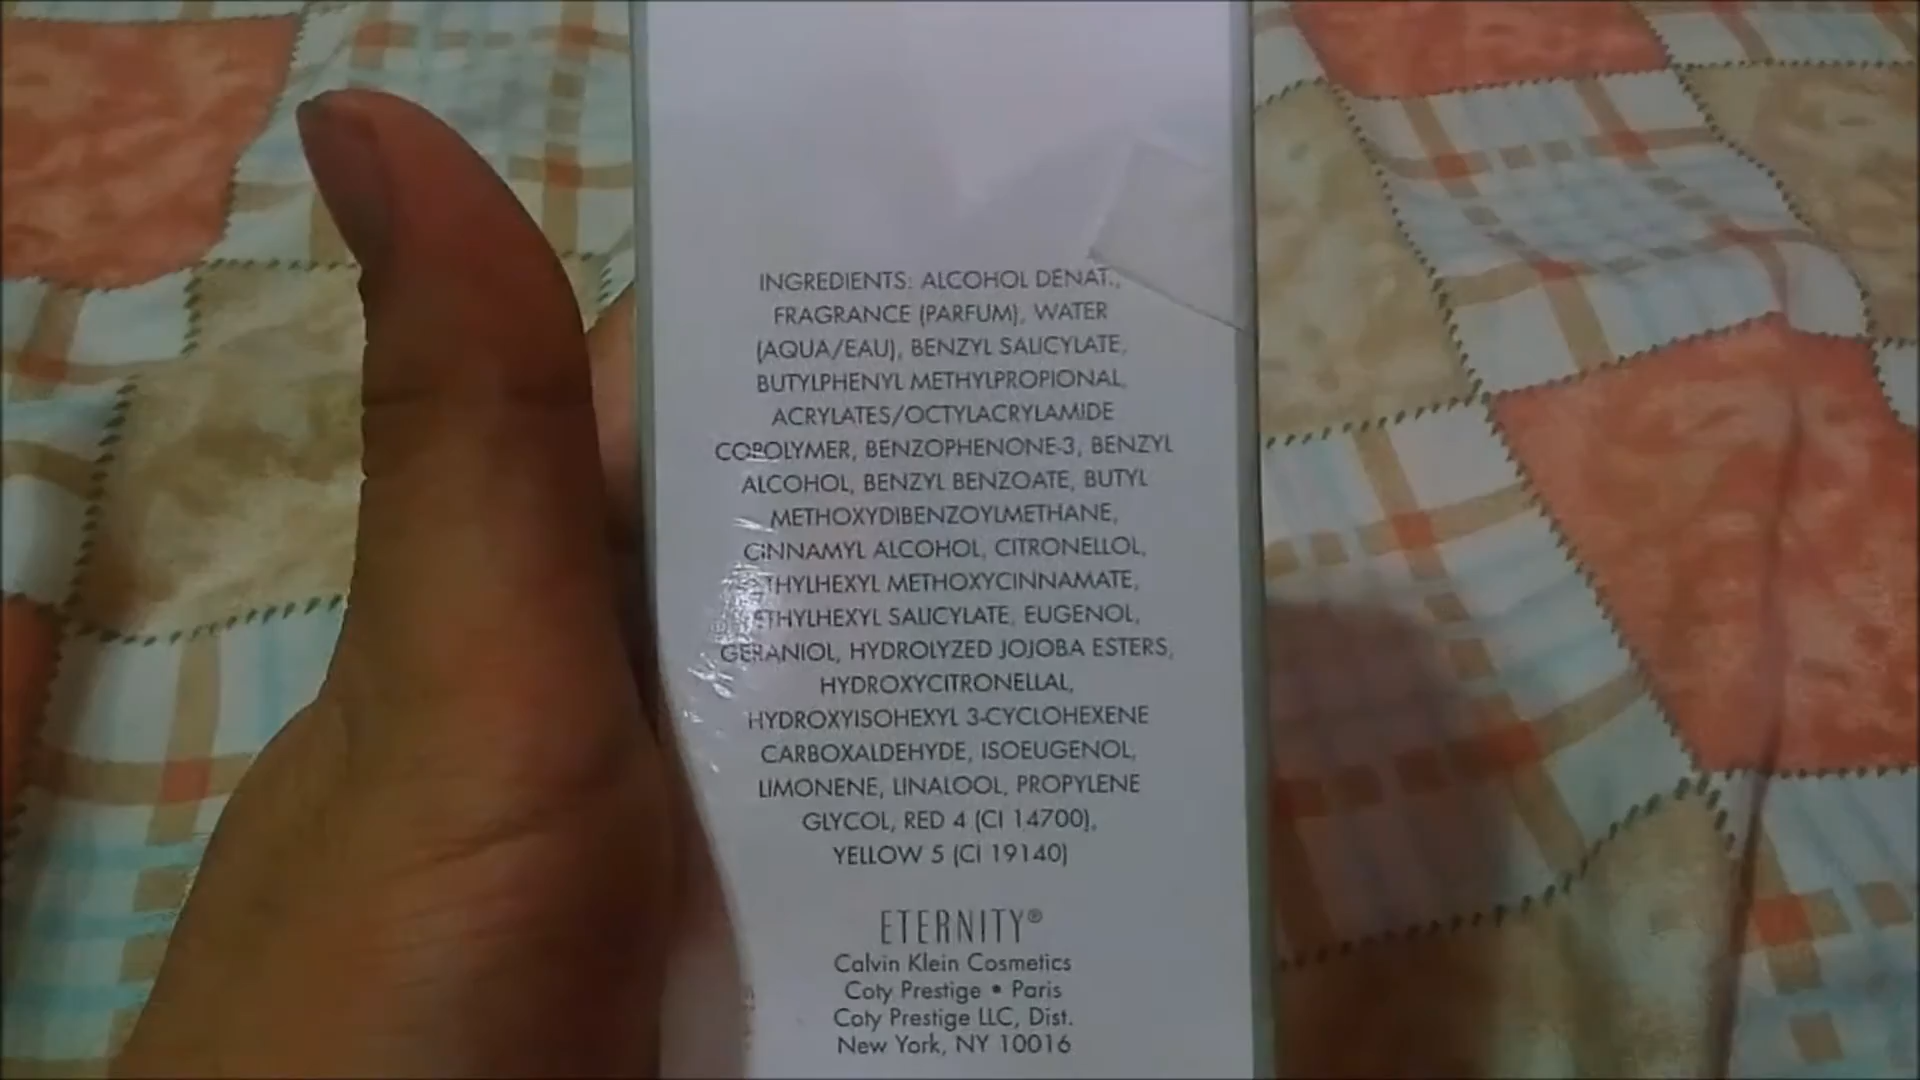 INGREDIENTS: ALCOHOL DENAT.,
FRAGRANCE (PARFUM), WATER
(AQUA/EAU), BENZYL SALICYLATE,
BUTYLPHENYL METHYLPROPIONAL,
ACRYLATES/OCTYLACRYLAMIDE
COPOLYMER, BENZOPHENONE-3, BENZYL
ALCOHOL, BENZYL BENZOATE, BUTYL
METHOXYDIBENZOYLMETHANE,
CINNAMYL ALCOHOL, CITRONELLOL,
ETHYLHEXYL METHOXYCINNAMATE,
ETHYLHEXYL SALICYLATE, EUGENOL,
GERANIOL, HYDROLYZED JOJOBA ESTERS,
HYDROXYCITRONELLAL,
HYDROXYISOHEXYL 3-CYCLOHEXENE
CARBOXALDEHYDE, ISOEUGENOL,
LIMONENE, LINALOOL, PROPYLENE
GLYCOL, RED 4 (CI 14700),
YELLOW 5 (CI 19140)
ETERNITY®
Calvin Klein Cosmetics
Coty Prestige • Paris
Coty Prestige LLC, Dist.
New York, NY 10016